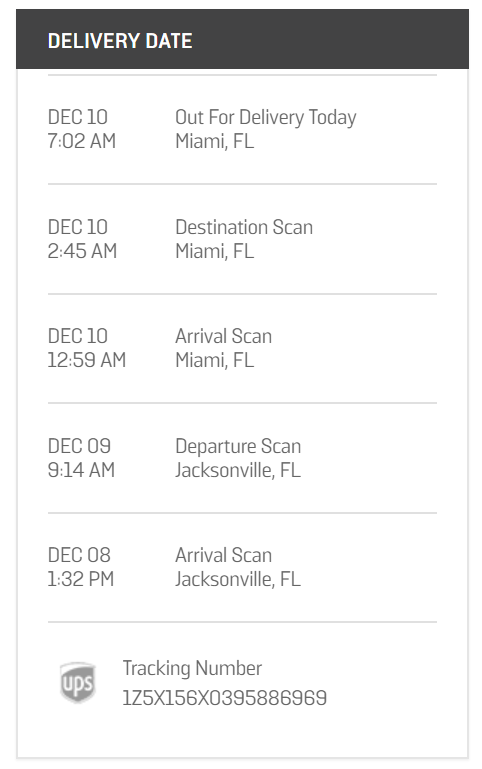 DELIVERY DATE
DEC 10 Out For Delivery Today
7:02 AM Miami, FL
DEC 10 Destination Scan
2:45 AM Miami, FL
DEC 10 Arrival Scan
12:59 AM Miami, FL
DEC 09 Departure Scan
9:14 AM Jacksonville, FL
DEC 08 Arrival Scan
1:32 PM Jacksonville, FL
Tracking Number
ups 1Z5X156X0395886969